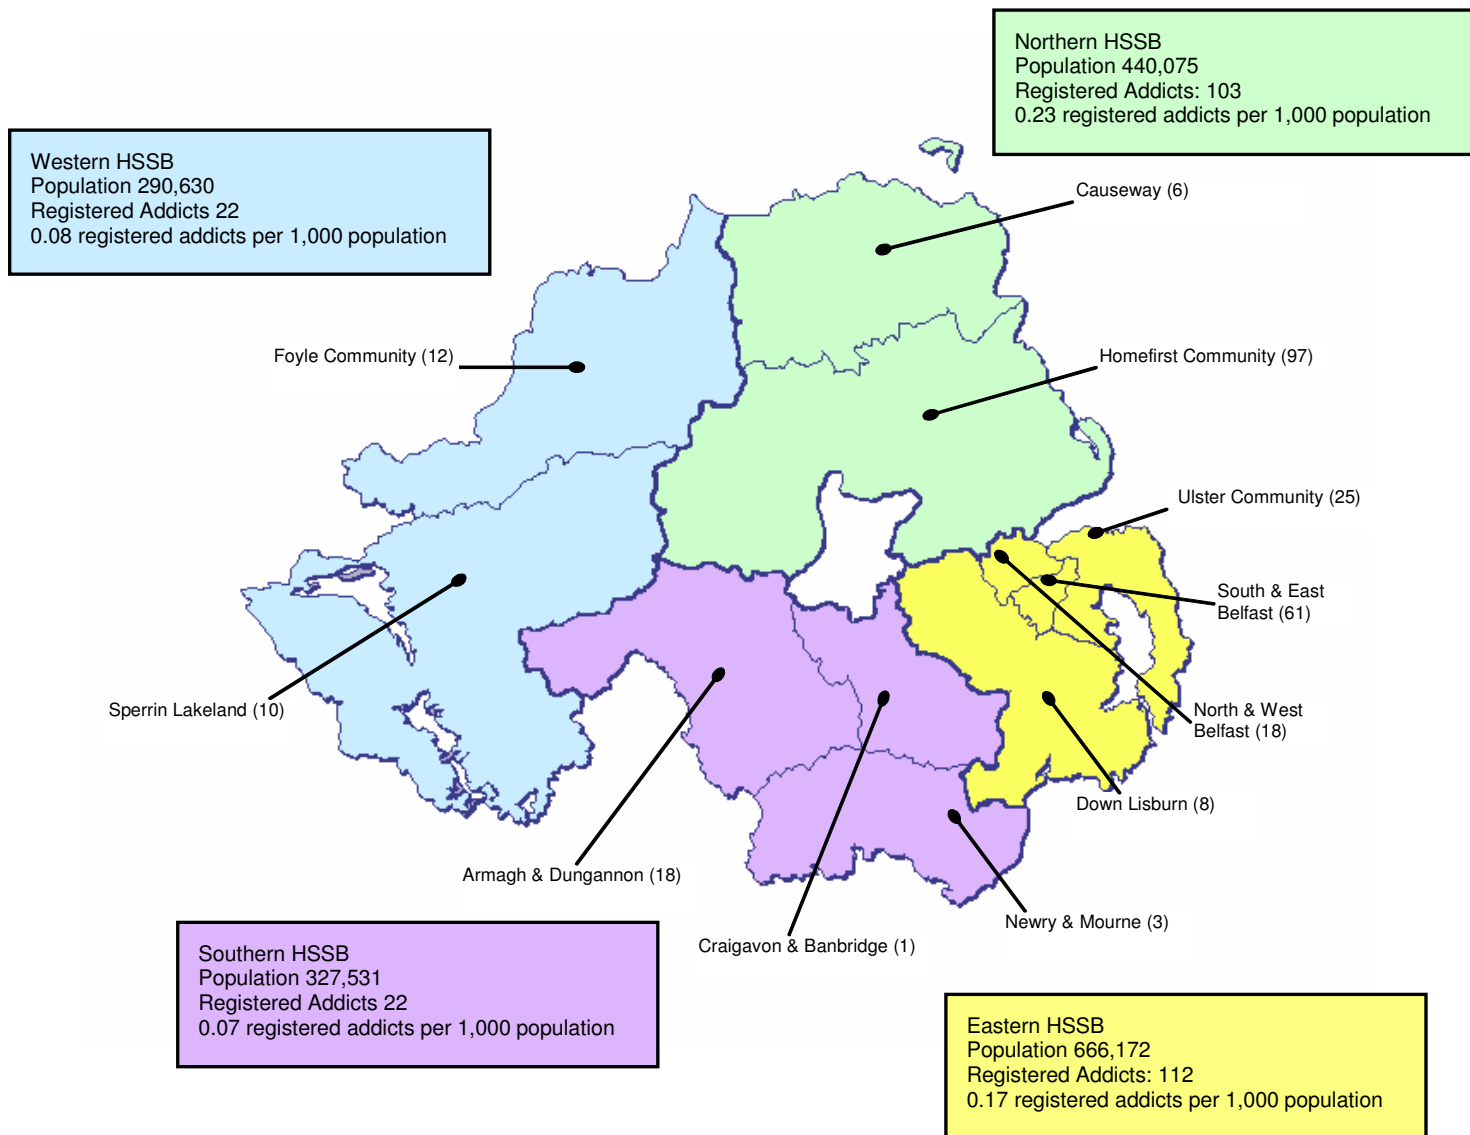 Northern HSSB
Population 440,075
Registered Addicts: 103
0.23 registered addicts per 1,000 population
Western HSSB
Population 290,630
Registered Addicts 22
0.08 registered addicts per 1,000 population
Causeway (6)
Foyle Community (12)
Homefirst Community (97)
Ulster Community (25)
South & East
Belfast (61)
Sperrin Lakeland (10)
North & West
Belfast (18)
Down Lisburn (8)
Armagh & Dungannon (18)
Newry & Mourne (3)
Craigavon & Banbridge (1)
Southern HSSB
Population 327,531
Registered Addicts 22
0.07 registered addicts per 1,000 population
Eastern HSSB
Population 666,172
Registered Addicts: 112
0.17 registered addicts per 1,000 population